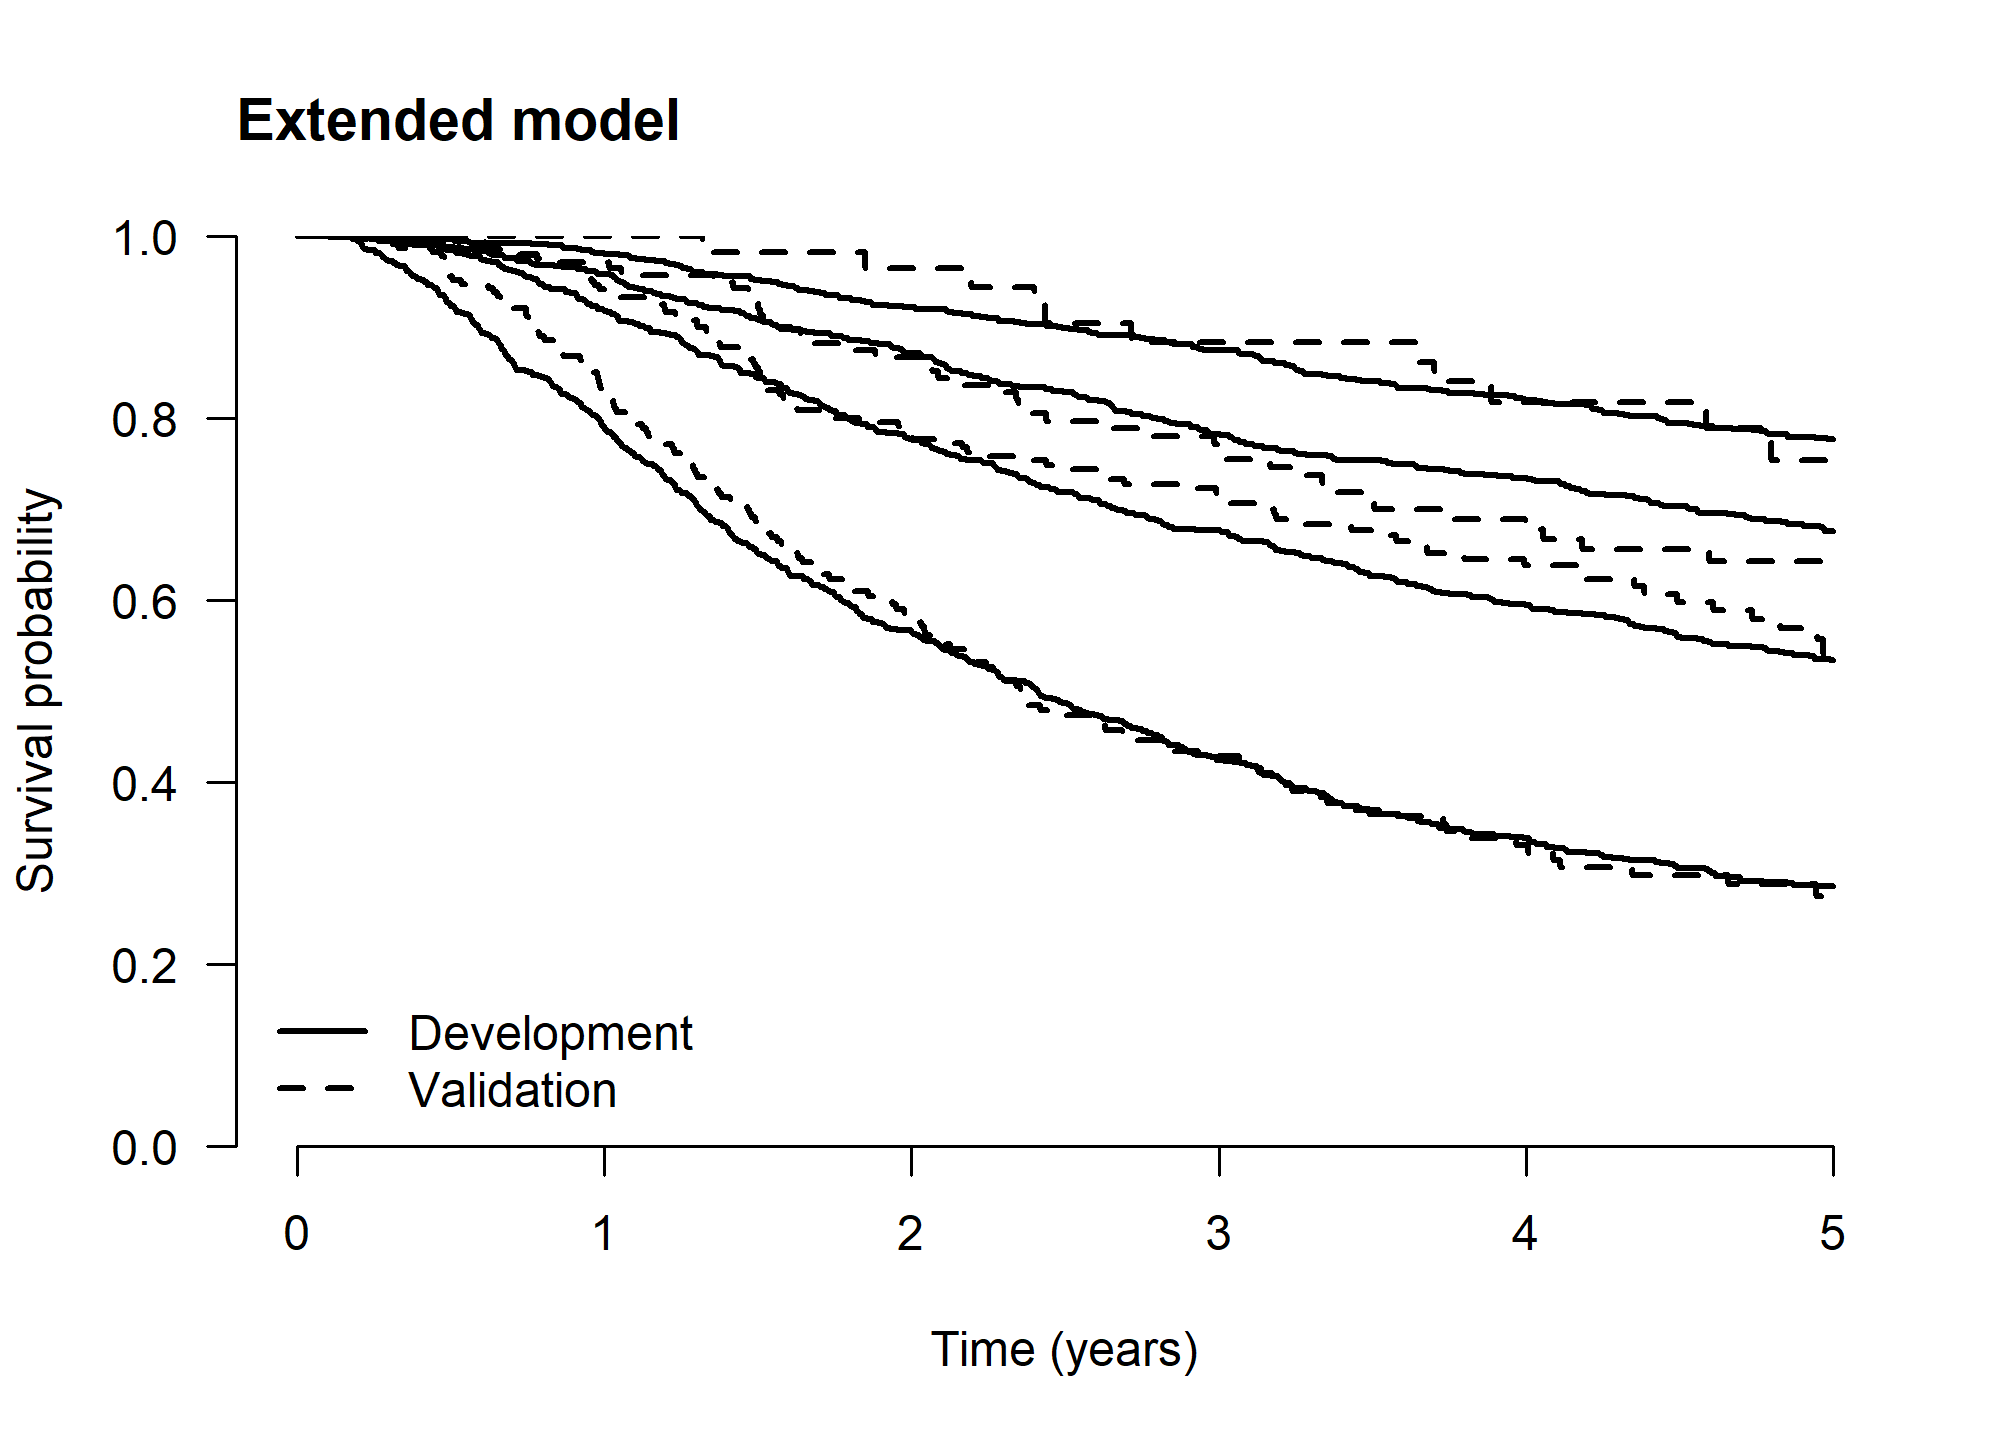 Extended model
1.0
0.8
0.6
0.4
0.2
0.0
Survival probability
Development
Validation
0 1 2 3 4 5
Time (years)